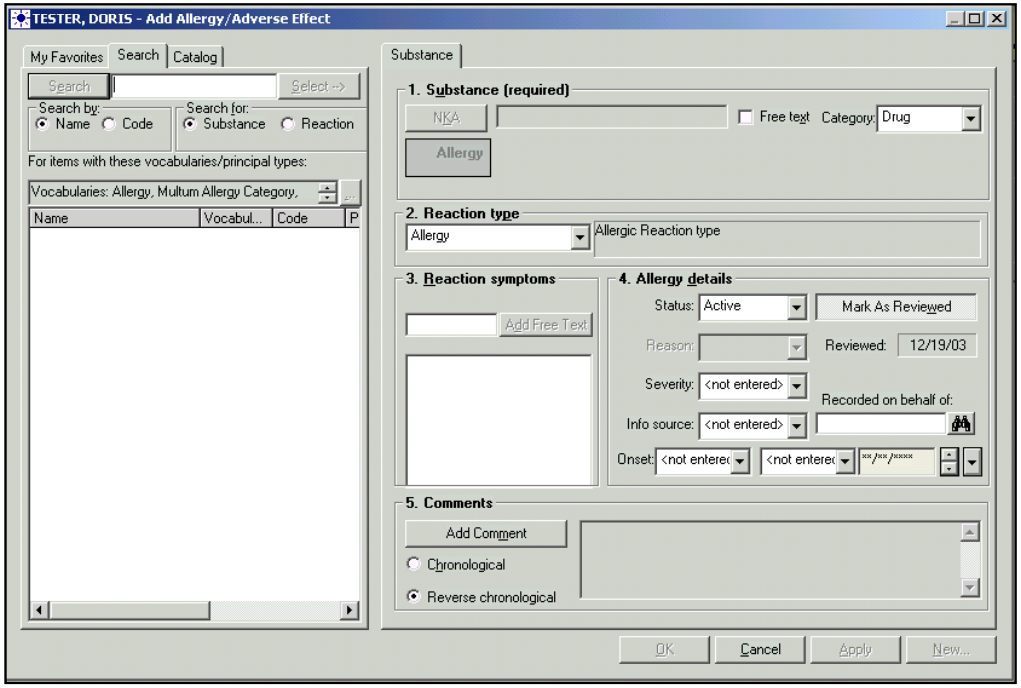 TESTER, DORIS - Add Allergy/Adverse Effect
My Favorites Search Catalog
Search Select -->
Search by: Search for:
Name Code Substance Reaction
For items with these vocabularies/principal types:
Vocabularies: Allergy, Multum Allergy Category, ...
Name Vocabul... Code P
Substance
1. Substance (required)
NKA Free text Category: Drug
Allergy
2. Reaction type
Allergy Allergic Reaction type
3. Reaction symptoms
Add Free Text
4. Allergy details
Status: Active Mark As Reviewed
Reason: Reviewed: 12/19/03
Severity: <not entered>
Recorded on behalf of:
Info source: <not entered>
Onset: <not enterec <not enterec **/**/****
5. Comments
Add Comment
Chronological
Reverse chronological
OK Cancel Apply New...